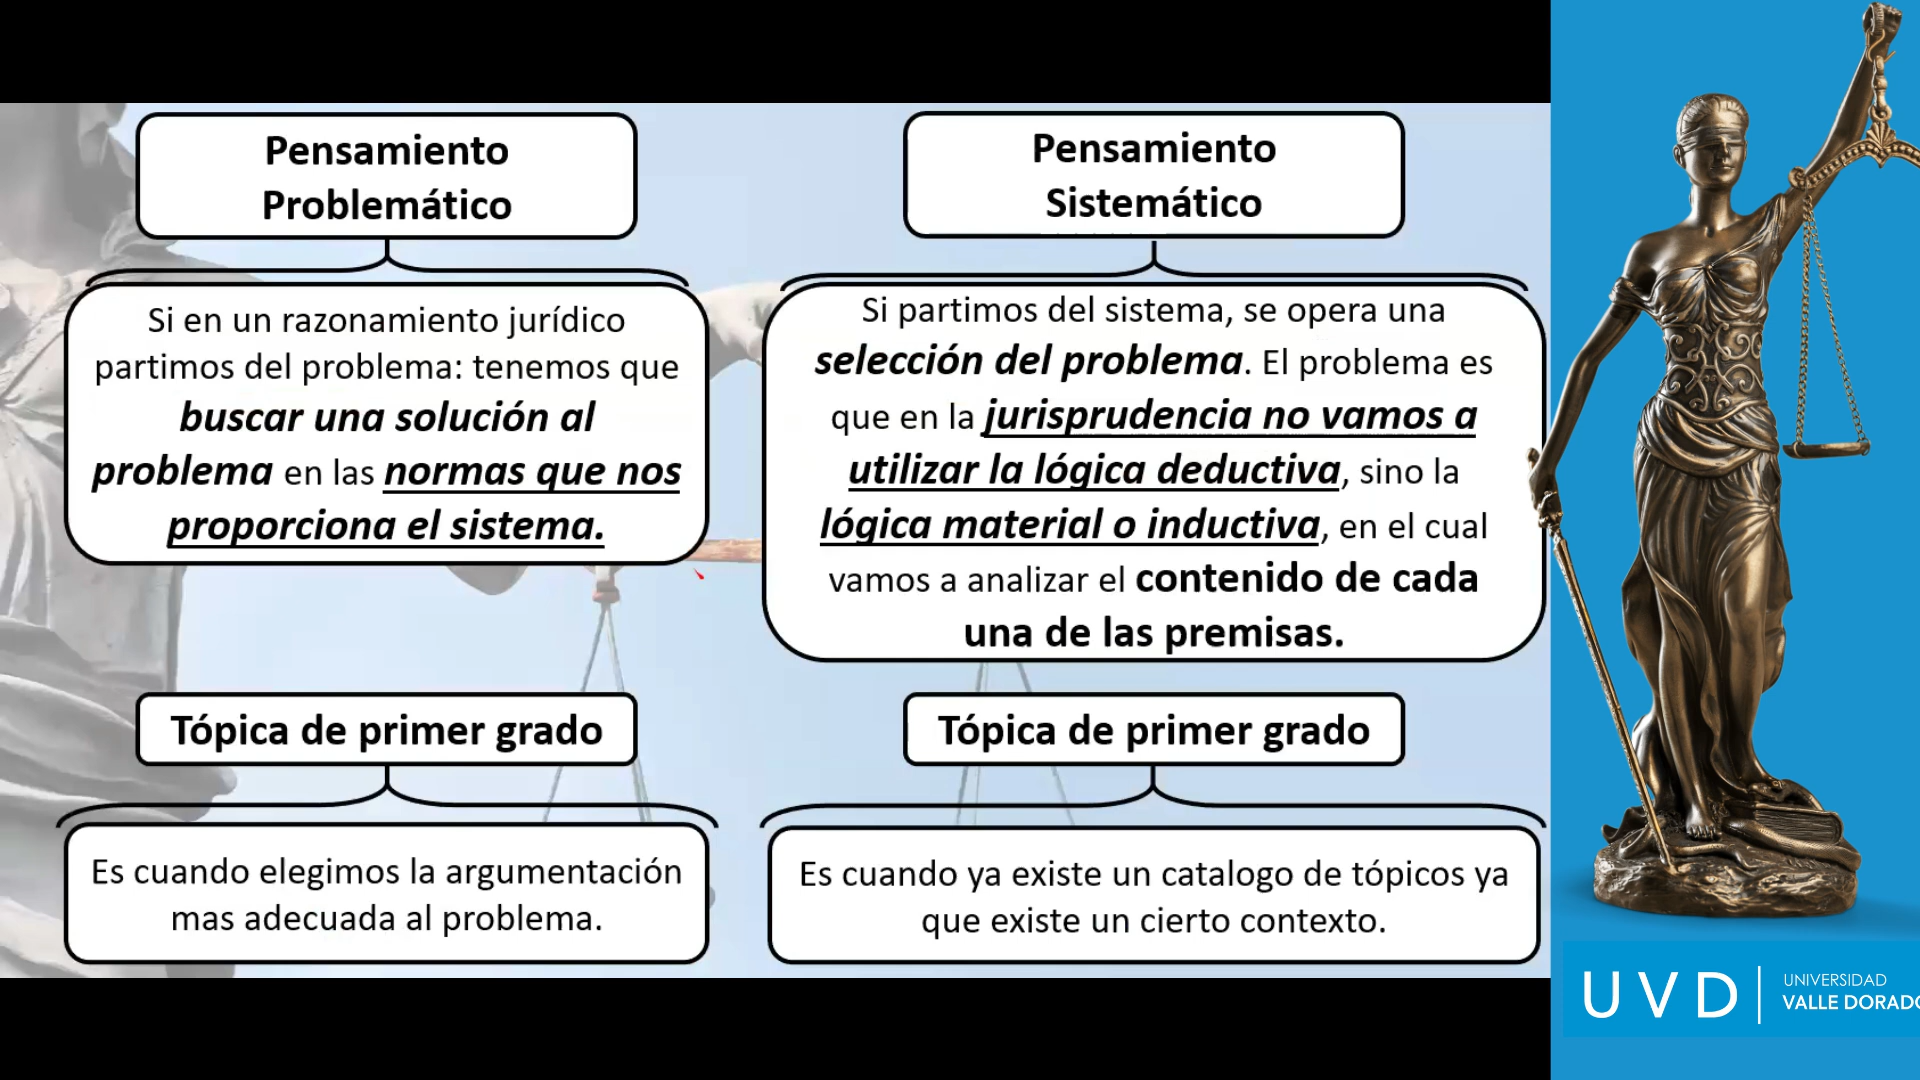 Pensamiento
Problemático
Si en un razonamiento jurídico
partimos del problema: tenemos que
buscar una solución al
problema en las normas que nos
proporciona el sistema.
Tópica de primer grado
Es cuando elegimos la argumentación
mas adecuada al problema.
Pensamiento
Sistemático
Si partimos del sistema, se opera una
selección del problema. El problema es
que en la jurisprudencia no vamos a
utilizar la lógica deductiva, sino la
lógica material o inductiva, en el cual
vamos a analizar el contenido de cada
una de las premisas.
Tópica de primer grado
Es cuando ya existe un catalogo de tópicos ya
que existe un cierto contexto.
UVD
UNIVERSIDAD
VALLE DORADO